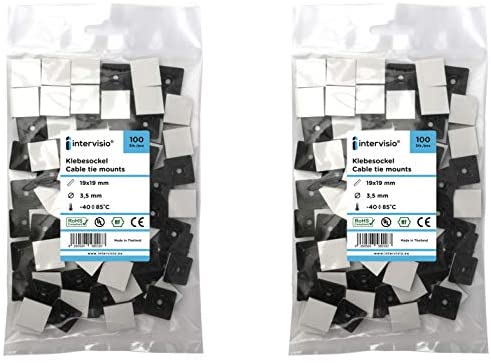 intervisio®
100
Stk./pcs
Klebesockel
Cable tie mounts
19x19 mm
3,5 mm
-40 85°C
RoHS
CE
Made in Thailand
www.intervisio.eu
intervisio®
100
Stk./pcs
Klebesockel
Cable tie mounts
19x19 mm
3,5 mm
-40 85°C
RoHS
CE
Made in Thailand
www.intervisio.eu